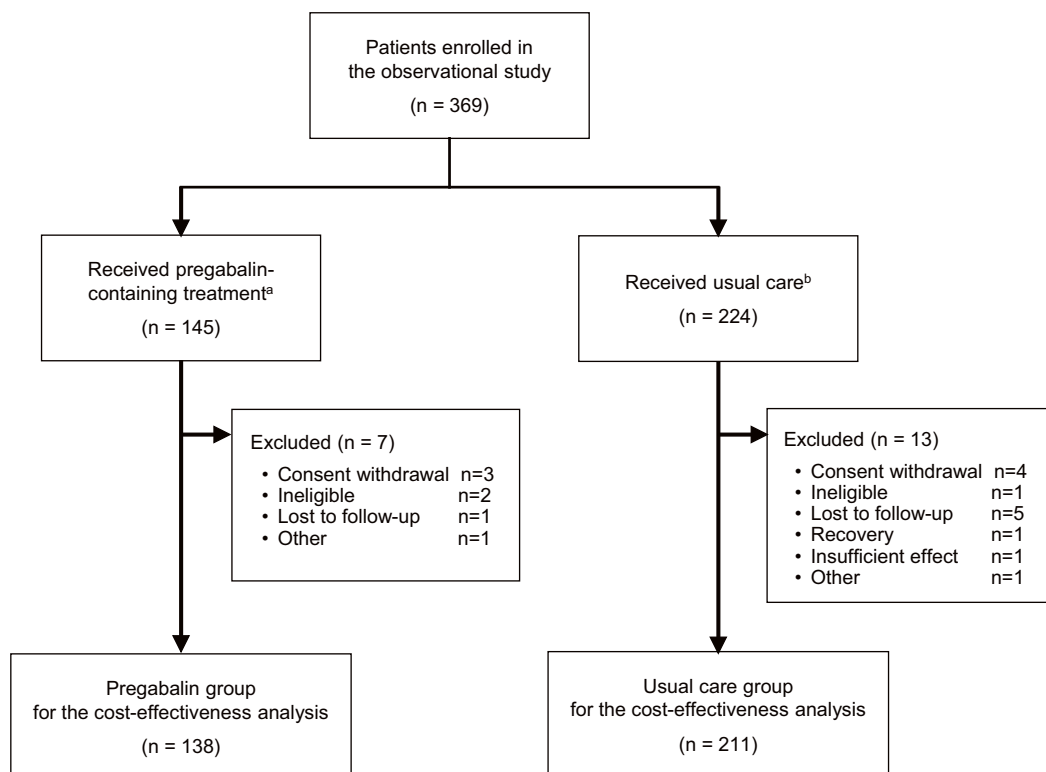 Patients enrolled in
the observational study
(n = 369)
Received pregabalin-
containing treatmentᵃ
(n = 145)
Received usual careᵇ
(n = 224)
Excluded (n = 7)
• Consent withdrawal n=3
• Ineligible n=2
• Lost to follow-up n=1
• Other n=1
Excluded (n = 13)
• Consent withdrawal n=4
• Ineligible n=1
• Lost to follow-up n=5
• Recovery n=1
• Insufficient effect n=1
• Other n=1
Pregabalin group
for the cost-effectiveness analysis
(n = 138)
Usual care group
for the cost-effectiveness analysis
(n = 211)